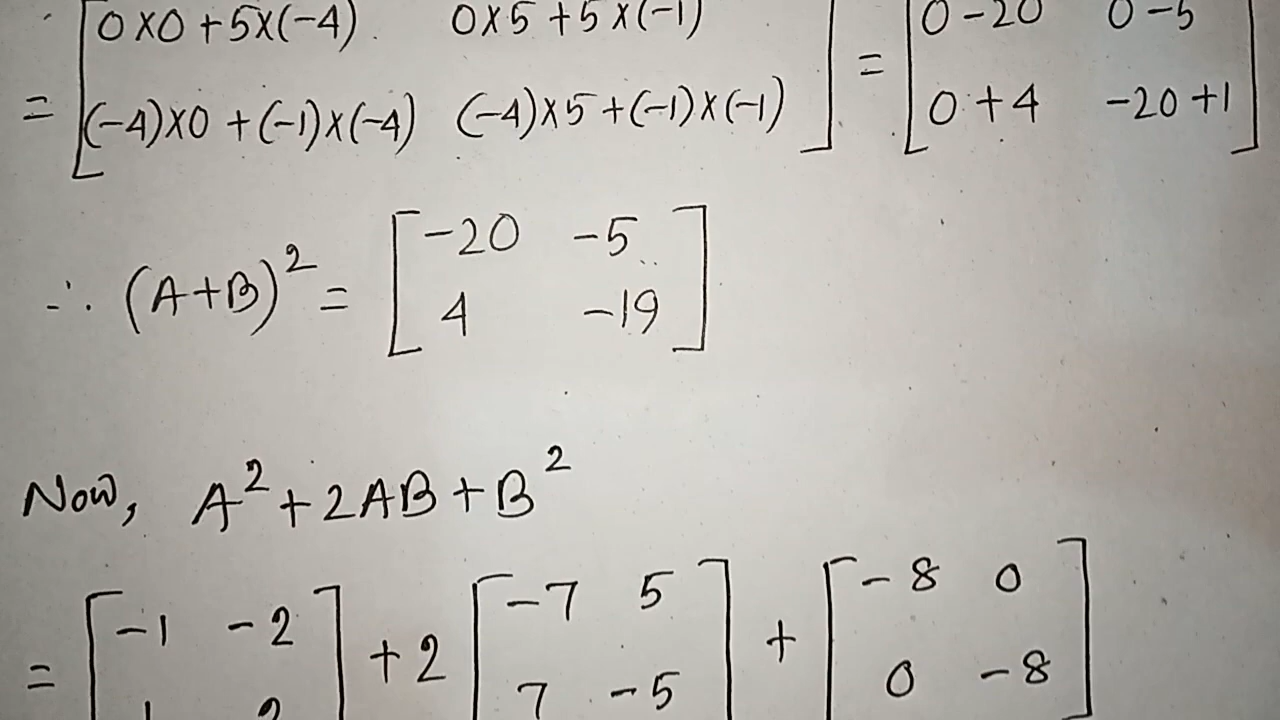 = [0×0+5×(-4). 0×5+5×(-1)] = [0-20 0-5]
[(-4)×0+(-1)×(-4) (-4)×5+(-1)×(-1)] [0+4 -20+1]
∴ (A+B)² = [-20 -5]
[4 -19]
Now, A²+2AB+B²
= [-1 -2] +2 [-7 5] + [-8 0]
[7 -5] [0 -8]